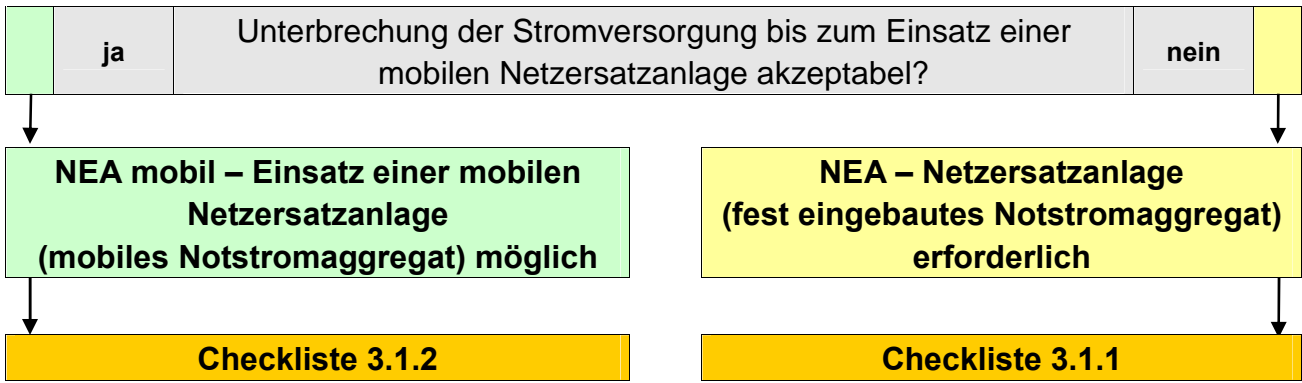 ja
Unterbrechung der Stromversorgung bis zum Einsatz einer
mobilen Netzersatzanlage akzeptabel?
nein
NEA mobil – Einsatz einer mobilen
Netzersatzanlage
(mobiles Notstromaggregat) möglich
NEA – Netzersatzanlage
(fest eingebautes Notstromaggregat)
erforderlich
Checkliste 3.1.2
Checkliste 3.1.1